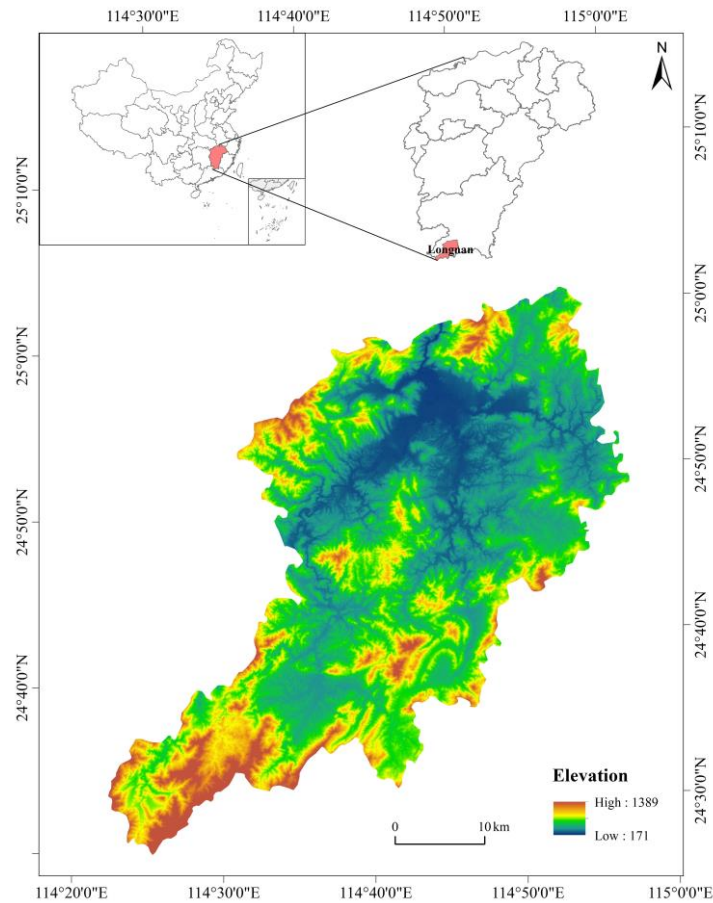 114°30'0"E
114°40'0"E
114°50'0"E
115°0'0"E
N
25°10'0"N
25°10'0"N
Longnan
25°0'0"N
25°0'0"N
24°50'0"N
24°50'0"N
24°40'0"N
24°40'0"N
24°30'0"N
Elevation
High : 1389
Low : 171
0
10 km
114°20'0"E
114°30'0"E
114°40'0"E
114°50'0"E
115°0'0"E